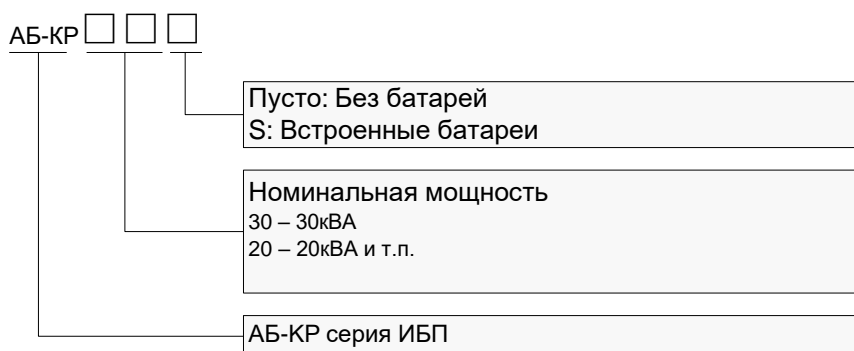 АБ-КР
Пусто: Без батарей
S: Встроенные батареи
Номинальная мощность
30 – 30кВА
20 – 20кВА и т.п.
АБ-КР серия ИБП